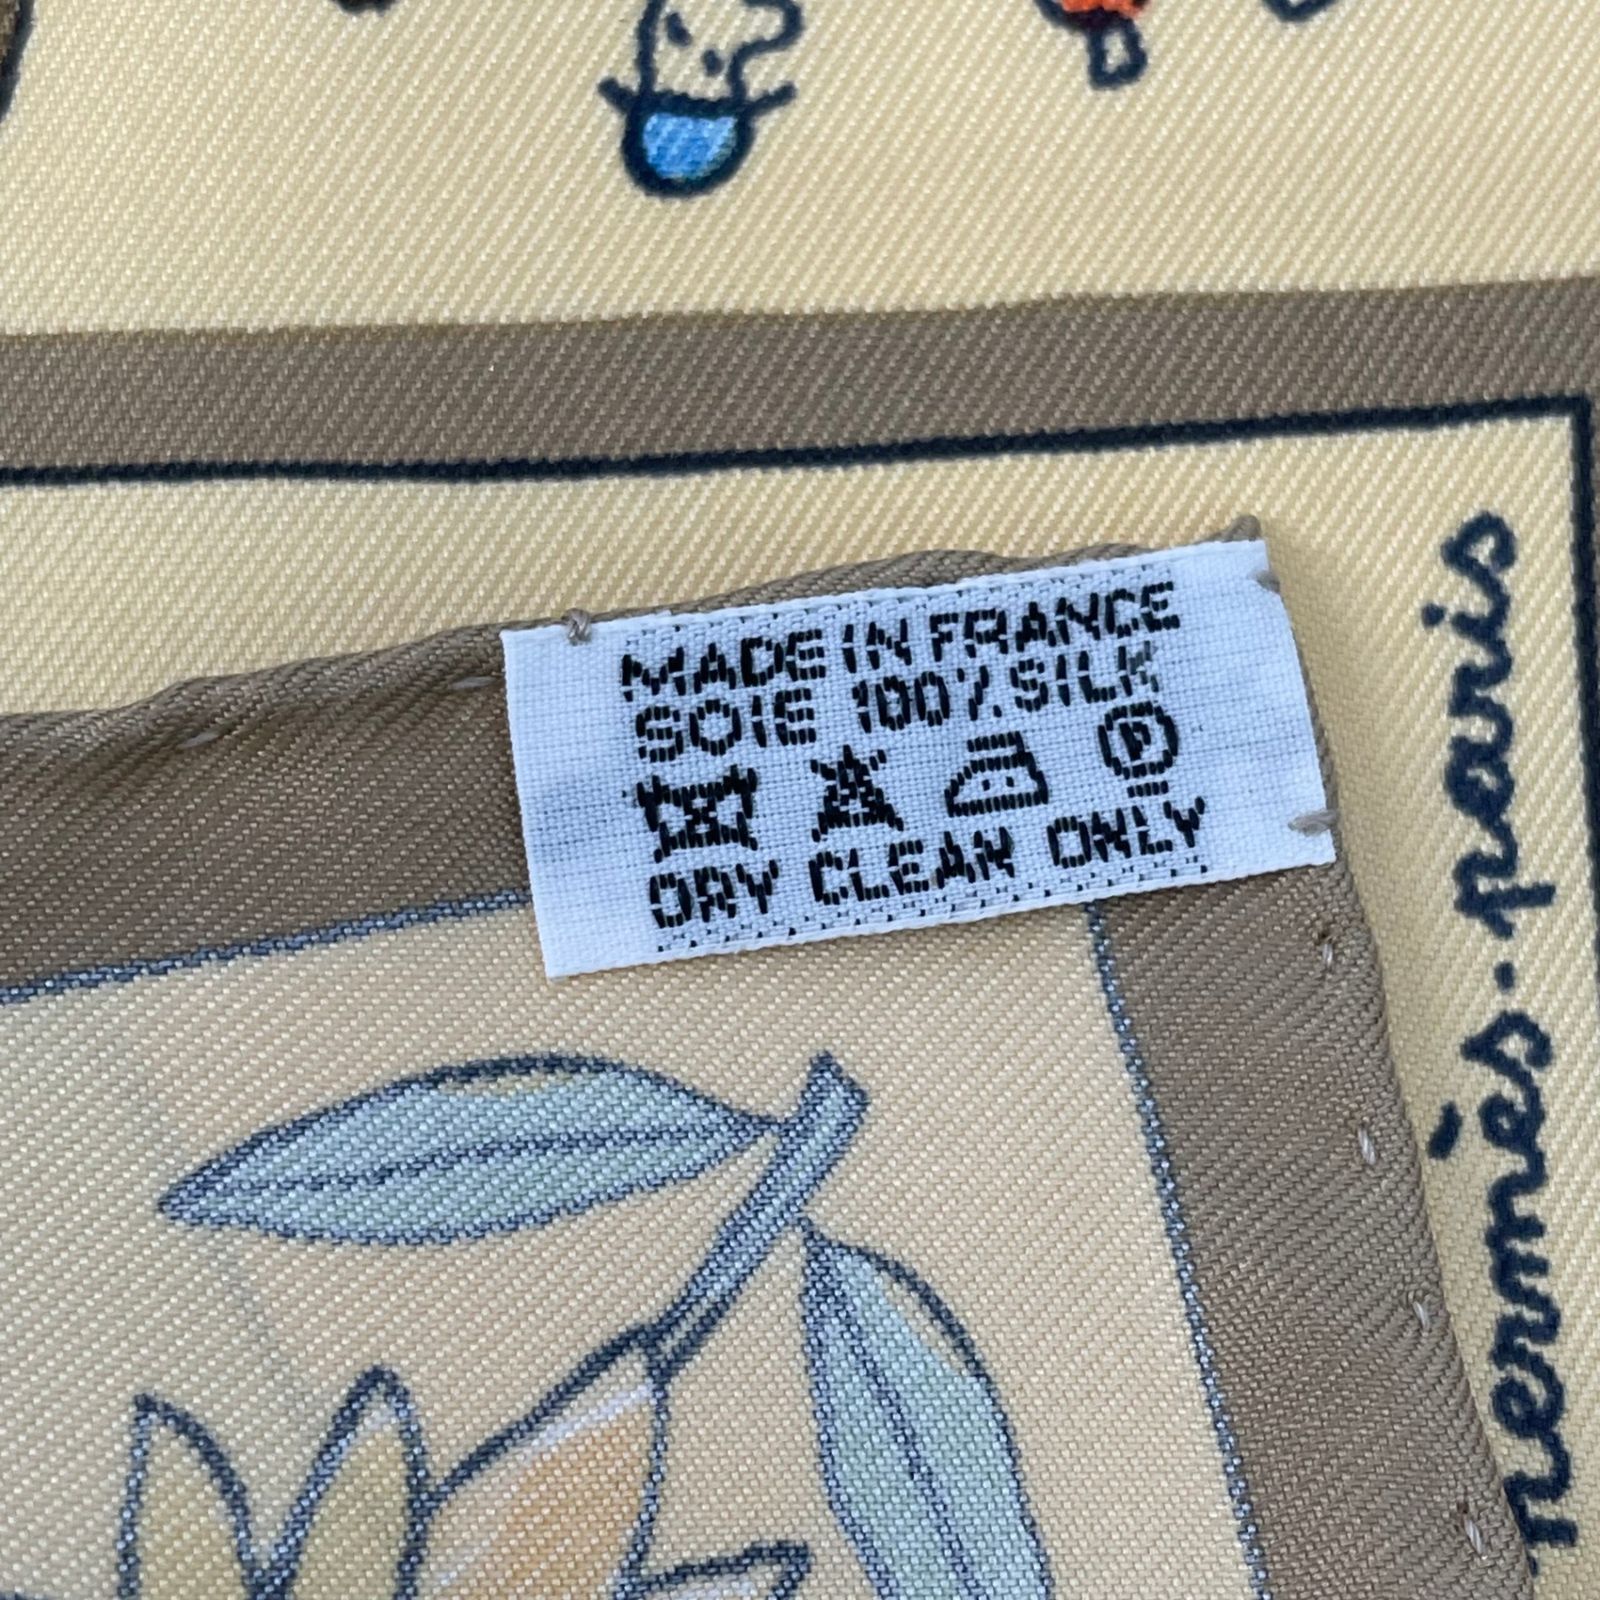 MADE IN FRANCE
SOIE 100% SILK
P
DRY CLEAN ONLY
hermès-paris